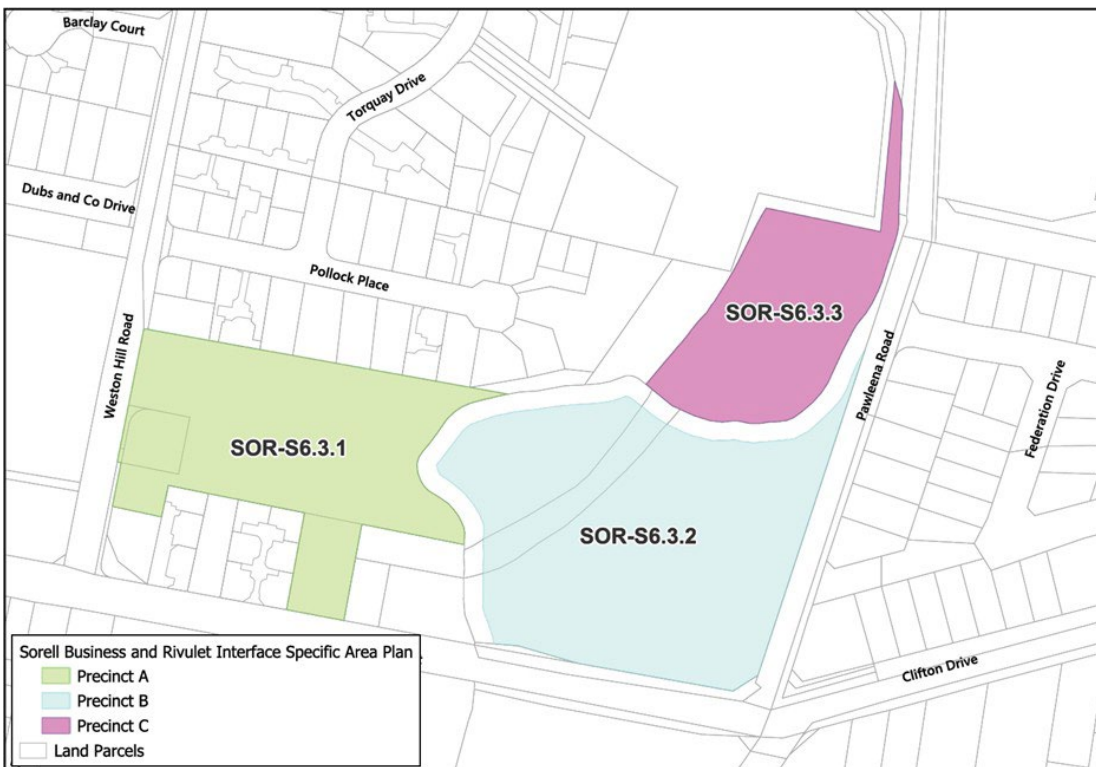 Barclay Court
Torquay Drive
Dubs and Co Drive
Pollock Place
Weston Hill Road
SOR-S6.3.3
Pawleena Road
Federation Drive
SOR-S6.3.1
SOR-S6.3.2
Clifton Drive
Sorell Business and Rivulet Interface Specific Area Plan
Precinct A
Precinct B
Precinct C
Land Parcels